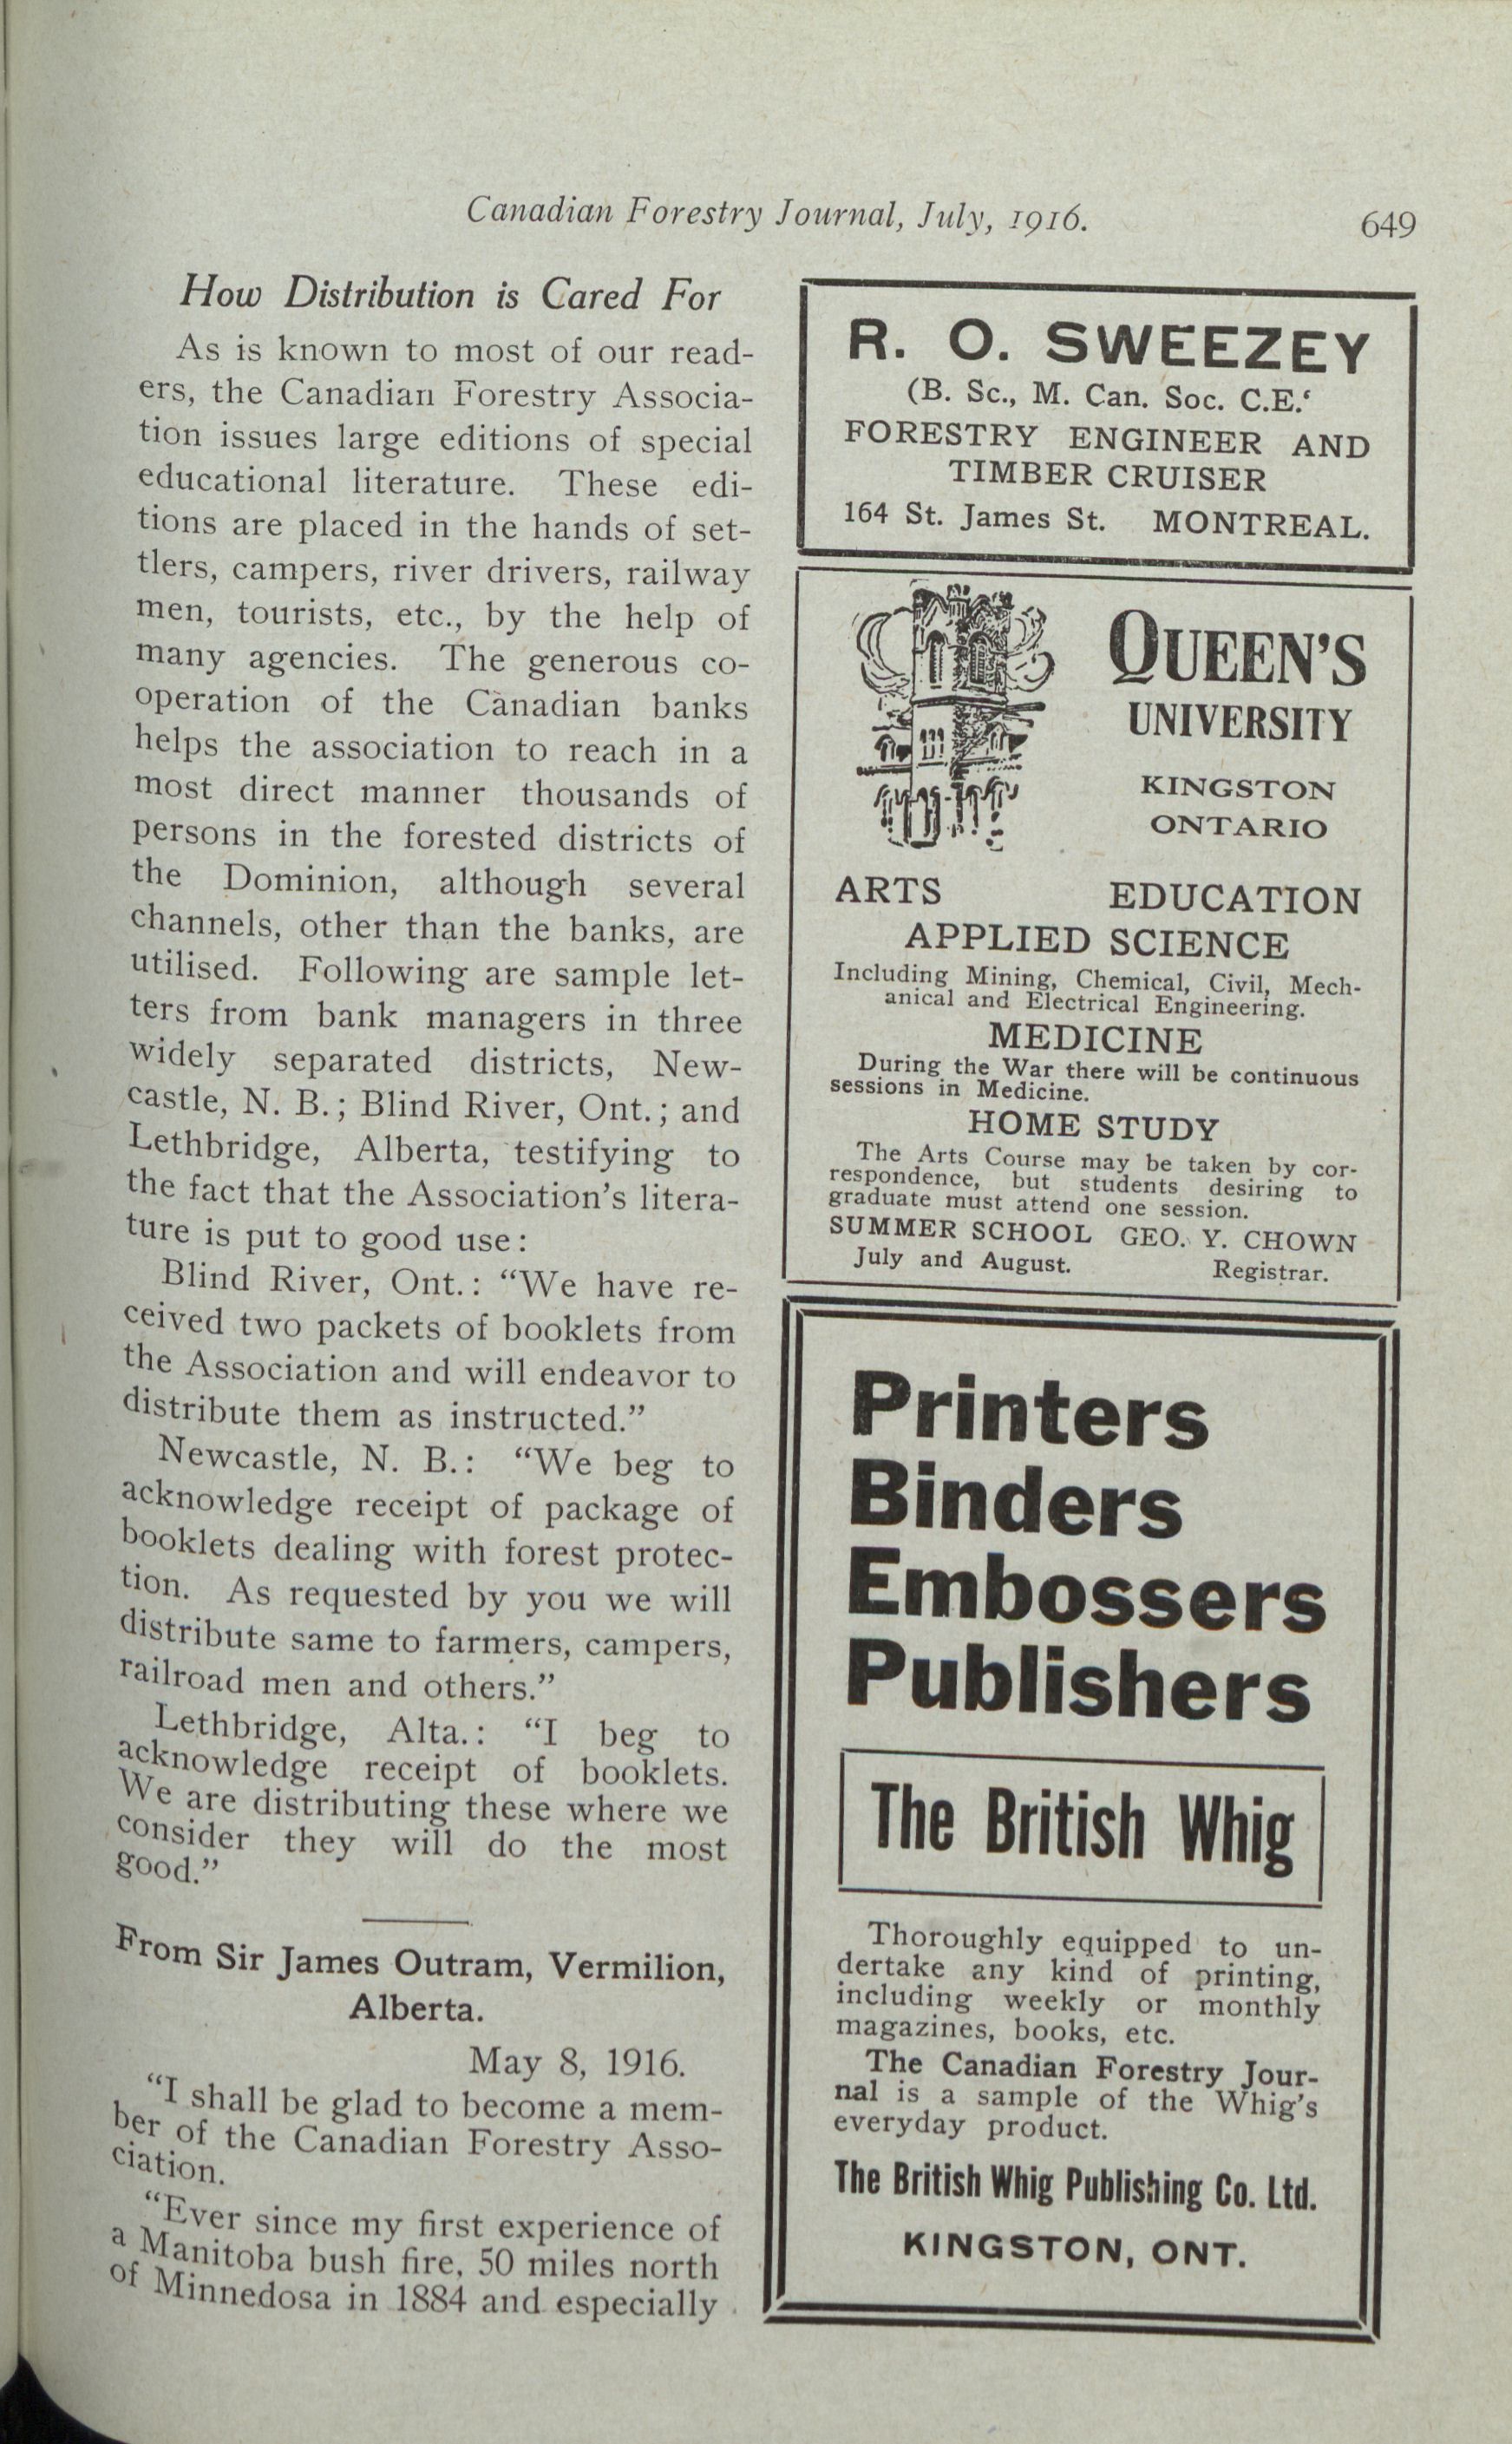 Canadian Forestry Journal, July, 1916.
649
How Distribution is Cared For
As is known to most of our read-
ers, the Canadian Forestry Associa-
tion issues large editions of special
educational literature. These edi-
tions are placed in the hands of set-
tlers, campers, river drivers, railway
men, tourists, etc., by the help of
many agencies. The generous co-
operation of the Canadian banks
helps the association to reach in a
most direct manner thousands of
persons in the forested districts of
the Dominion, although several
channels, other than the banks, are
utilised. Following are sample let-
ters from bank managers in three
widely separated districts, New-
castle, N. B.; Blind River, Ont.; and
Lethbridge, Alberta, testifying to
the fact that the Association's litera-
ture is put to good use:
Blind River, Ont.: "We have re-
ceived two packets of booklets from
the Association and will endeavor to
distribute them as instructed."
Newcastle, N. B.: "We beg to
acknowledge receipt of package of
booklets dealing with forest protec-
tion. As requested by you we will
distribute same to farmers, campers,
railroad men and others."
Lethbridge, Alta.: "I beg to
acknowledge receipt of booklets.
We are distributing these where we
consider they will do the most
good."
From Sir James Outram, Vermilion,
Alberta.
May 8, 1916.
"I shall be glad to become a mem-
ber of the Canadian Forestry Asso-
ciation.
"Ever since my first experience of
a Manitoba bush fire, 50 miles north
of Minnedosa in 1884 and especially
R. O. SWEEZEY
(B. Sc., M. Can. Soc. C.E.‘
FORESTRY ENGINEER AND
TIMBER CRUISER
164 St. James St. MONTREAL.
QUEEN'S
UNIVERSITY
KINGSTON
ONTARIO
ARTS EDUCATION
APPLIED SCIENCE
Including Mining, Chemical, Civil, Mech-
anical and Electrical Engineering.
MEDICINE
During the War there will be continuous
sessions in Medicine.
HOME STUDY
The Arts Course may be taken by cor-
respondence, but students desiring to
graduate must attend one session.
SUMMER SCHOOL GEO. Y. CHOWN
July and August. Registrar.
Printers
Binders
Embossers
Publishers
The British Whig
Thoroughly equipped to un-
dertake any kind of printing,
including weekly or monthly
magazines, books, etc.
The Canadian Forestry Jour-
nal is a sample of the Whig's
everyday product.
The British Whig Publishing Co. Ltd.
KINGSTON, ONT.